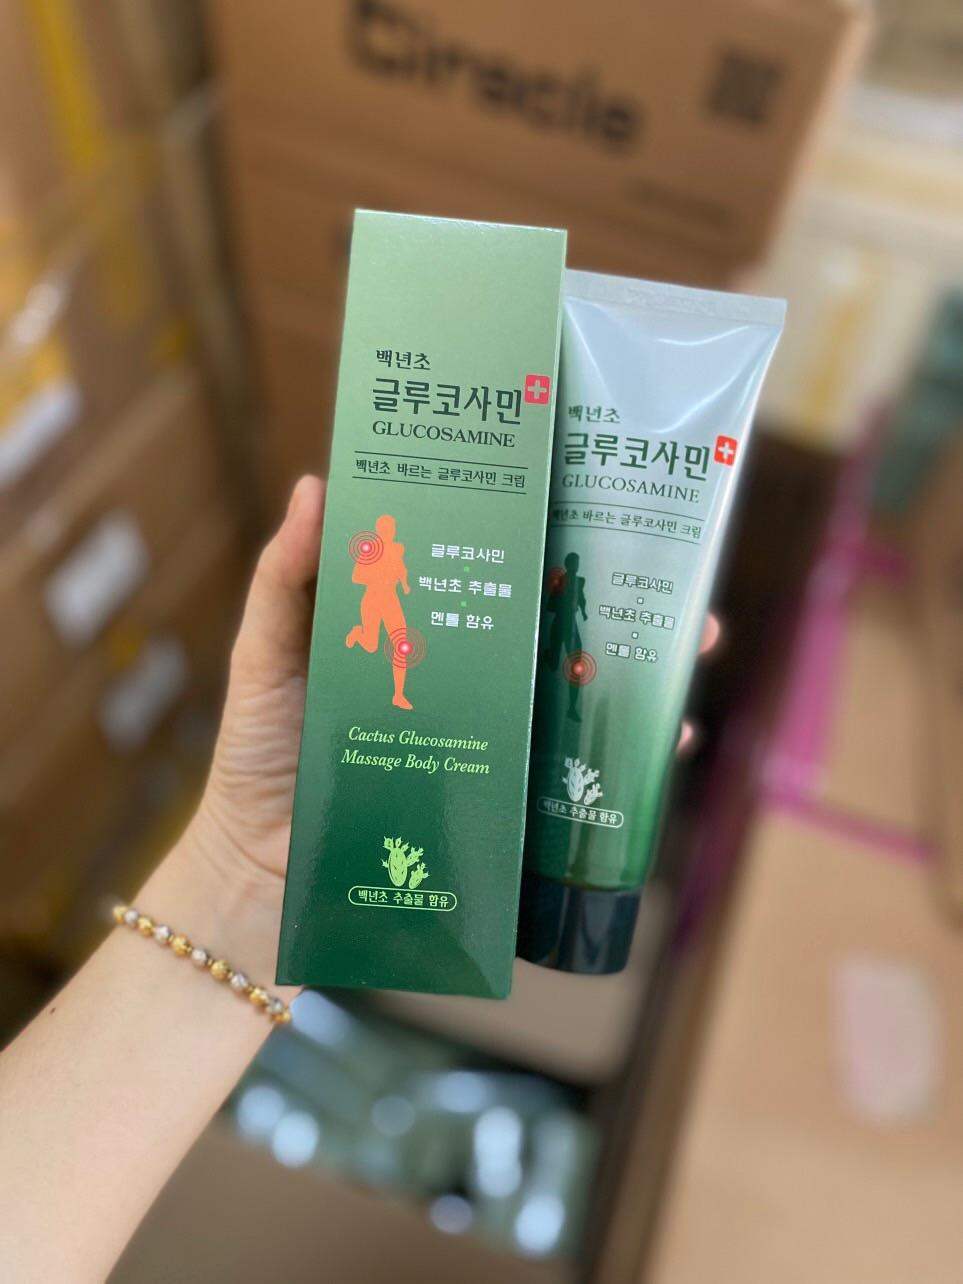 Ciracle
백년초
글루코사민
GLUCOSAMINE
백년초 바르는 글루코사민 크림
글루코사민
백년초 추출물
멘톨 함유
Cactus Glucosamine
Massage Body Cream
백년초 추출물 함유
백년초
글루코사민
GLUCOSAMINE
백년초 바르는 글루코사민 크림
글루코사민
백년초 추출물
멘톨 함유
백년초 추출물 함유